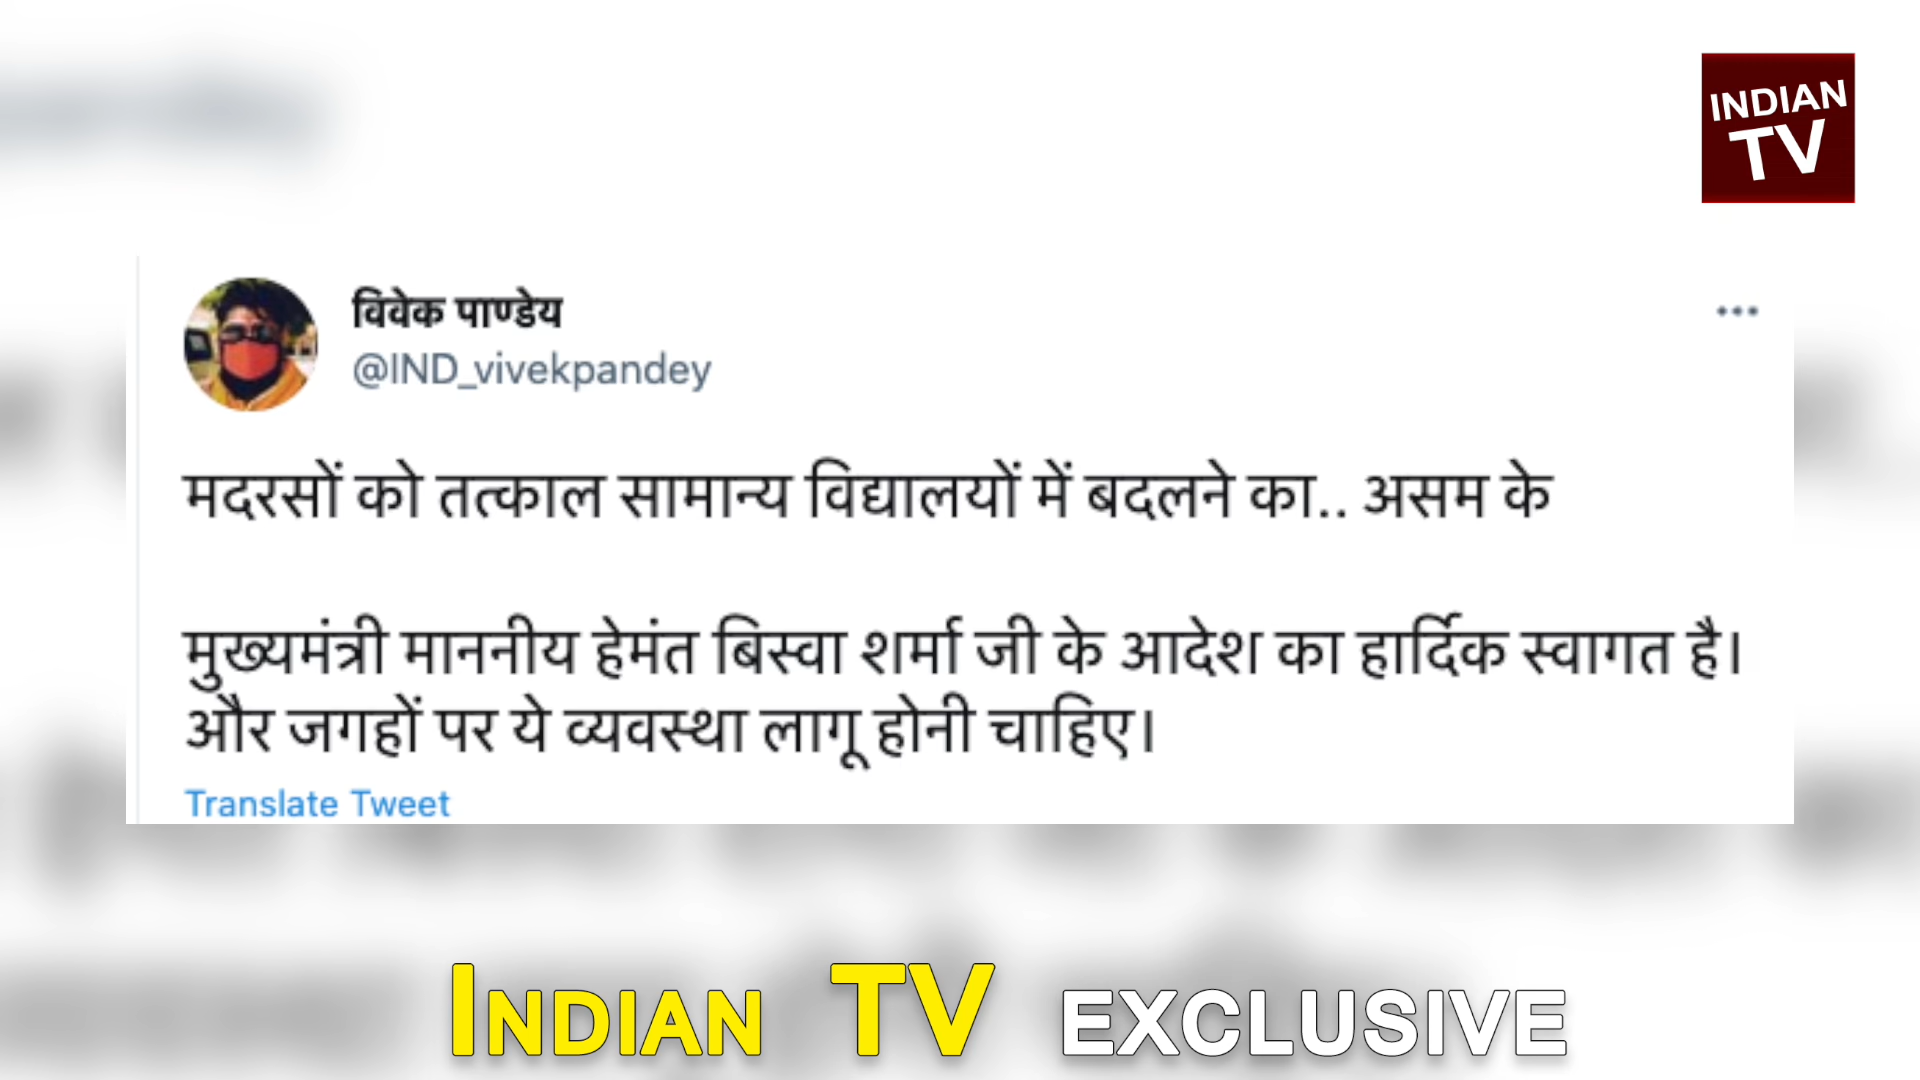 INDIAN
TV
विवेक पाण्डेय
@IND_vivekpandey
मदरसों को तत्काल सामान्य विद्यालयों में बदलने का.. असम के
मुख्यमंत्री माननीय हेमंत बिस्वा शर्मा जी के आदेश का हार्दिक स्वागत है।
और जगहों पर ये व्यवस्था लागू होनी चाहिए।
Translate Tweet
INDIAN TV EXCLUSIVE